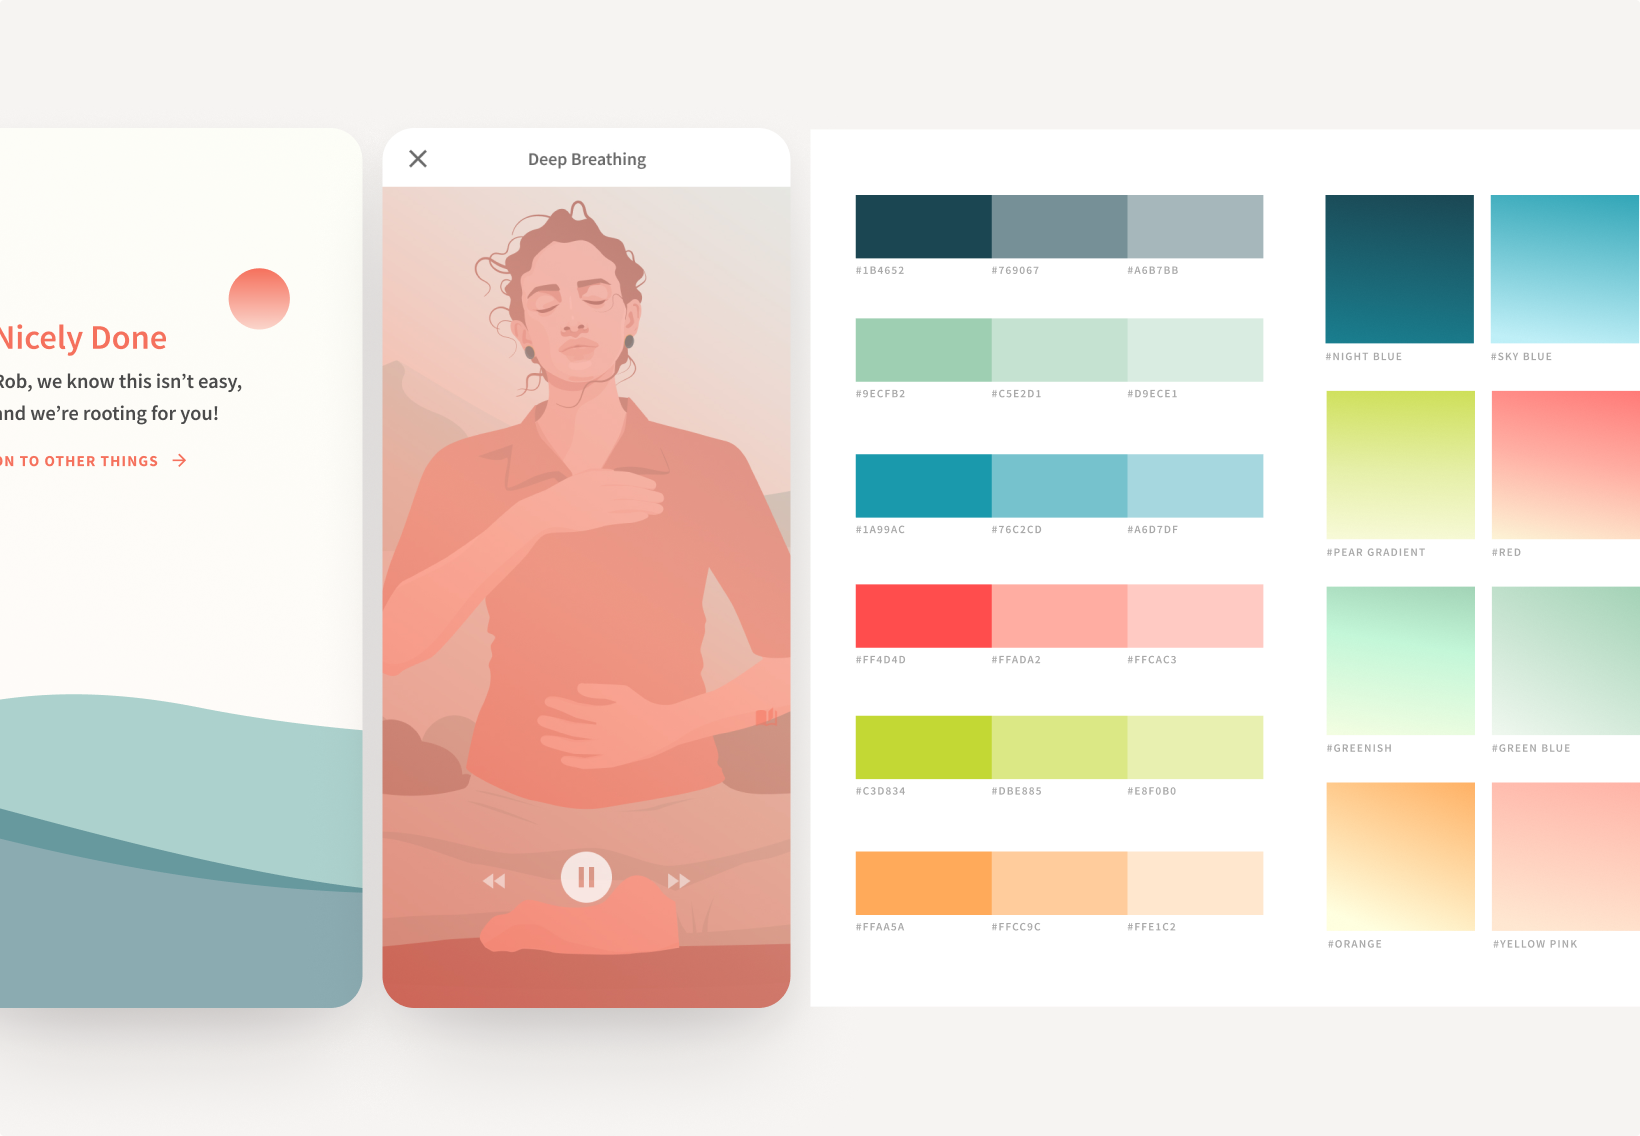 Nicely Done
Rob, we know this isn’t easy,
and we’re rooting for you!
ON TO OTHER THINGS
Deep Breathing
#1B4652 #769067 #A6B7BB
#9ECFB2 #C5E2D1 #D9ECE1
#1A99AC #76C2CD #A6D7DF
#FF4D4D #FFADA2 #FFCAC3
#C3D834 #DBE885 #E8F0B0
#FFAA5A #FFCC9C #FFE1C2
#NIGHT BLUE #SKY BLUE
#PEAR GRADIENT #RED
#GREENISH #GREEN BLUE
#ORANGE #YELLOW PINK